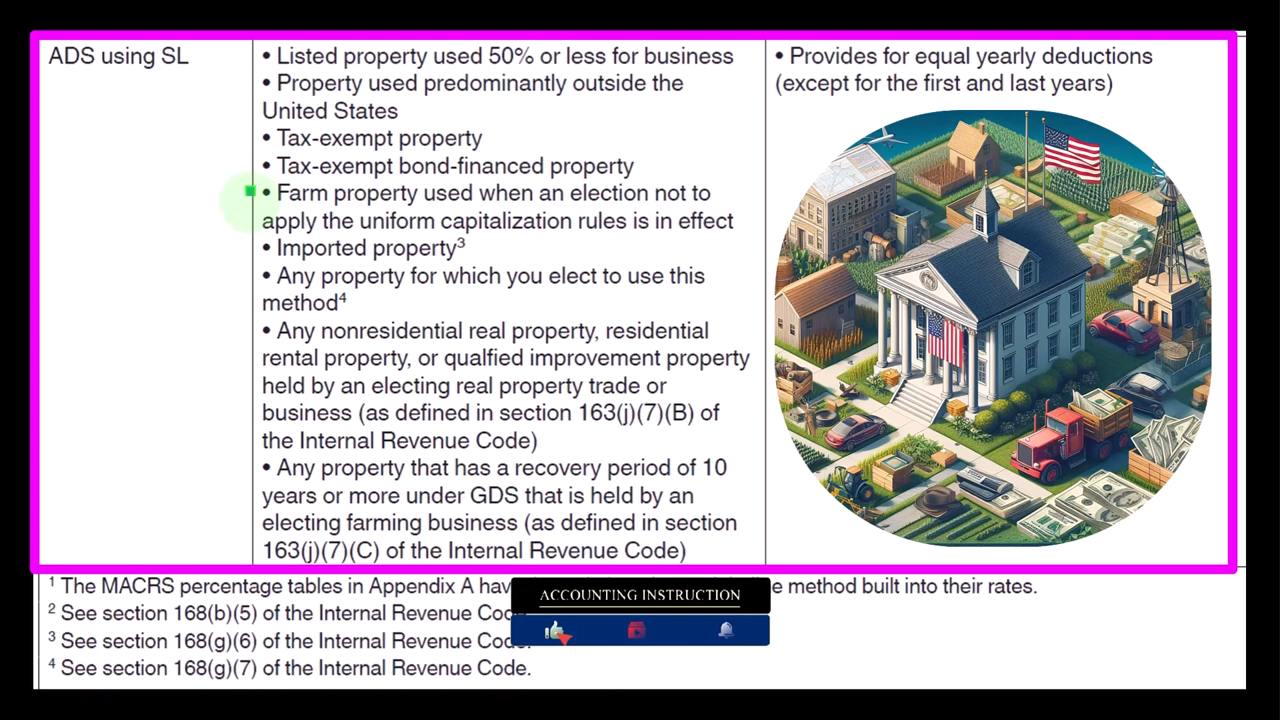 ADS using SL
• Listed property used 50% or less for business
• Property used predominantly outside the
United States
• Tax-exempt property
• Tax-exempt bond-financed property
• Farm property used when an election not to
apply the uniform capitalization rules is in effect
• Imported property³
• Any property for which you elect to use this
method⁴
• Any nonresidential real property, residential
rental property, or qualfied improvement property
held by an electing real property trade or
business (as defined in section 163(j)(7)(B) of
the Internal Revenue Code)
• Any property that has a recovery period of 10
years or more under GDS that is held by an
electing farming business (as defined in section
163(j)(7)(C) of the Internal Revenue Code)
• Provides for equal yearly deductions
(except for the first and last years)
¹ The MACRS percentage tables in Appendix A method built into their rates.
² See section 168(b)(5) of the Internal Revenue
³ See section 168(g)(6) of the Internal Revenue
⁴ See section 168(g)(7) of the Internal Revenue Code.
ACCOUNTING INSTRUCTION